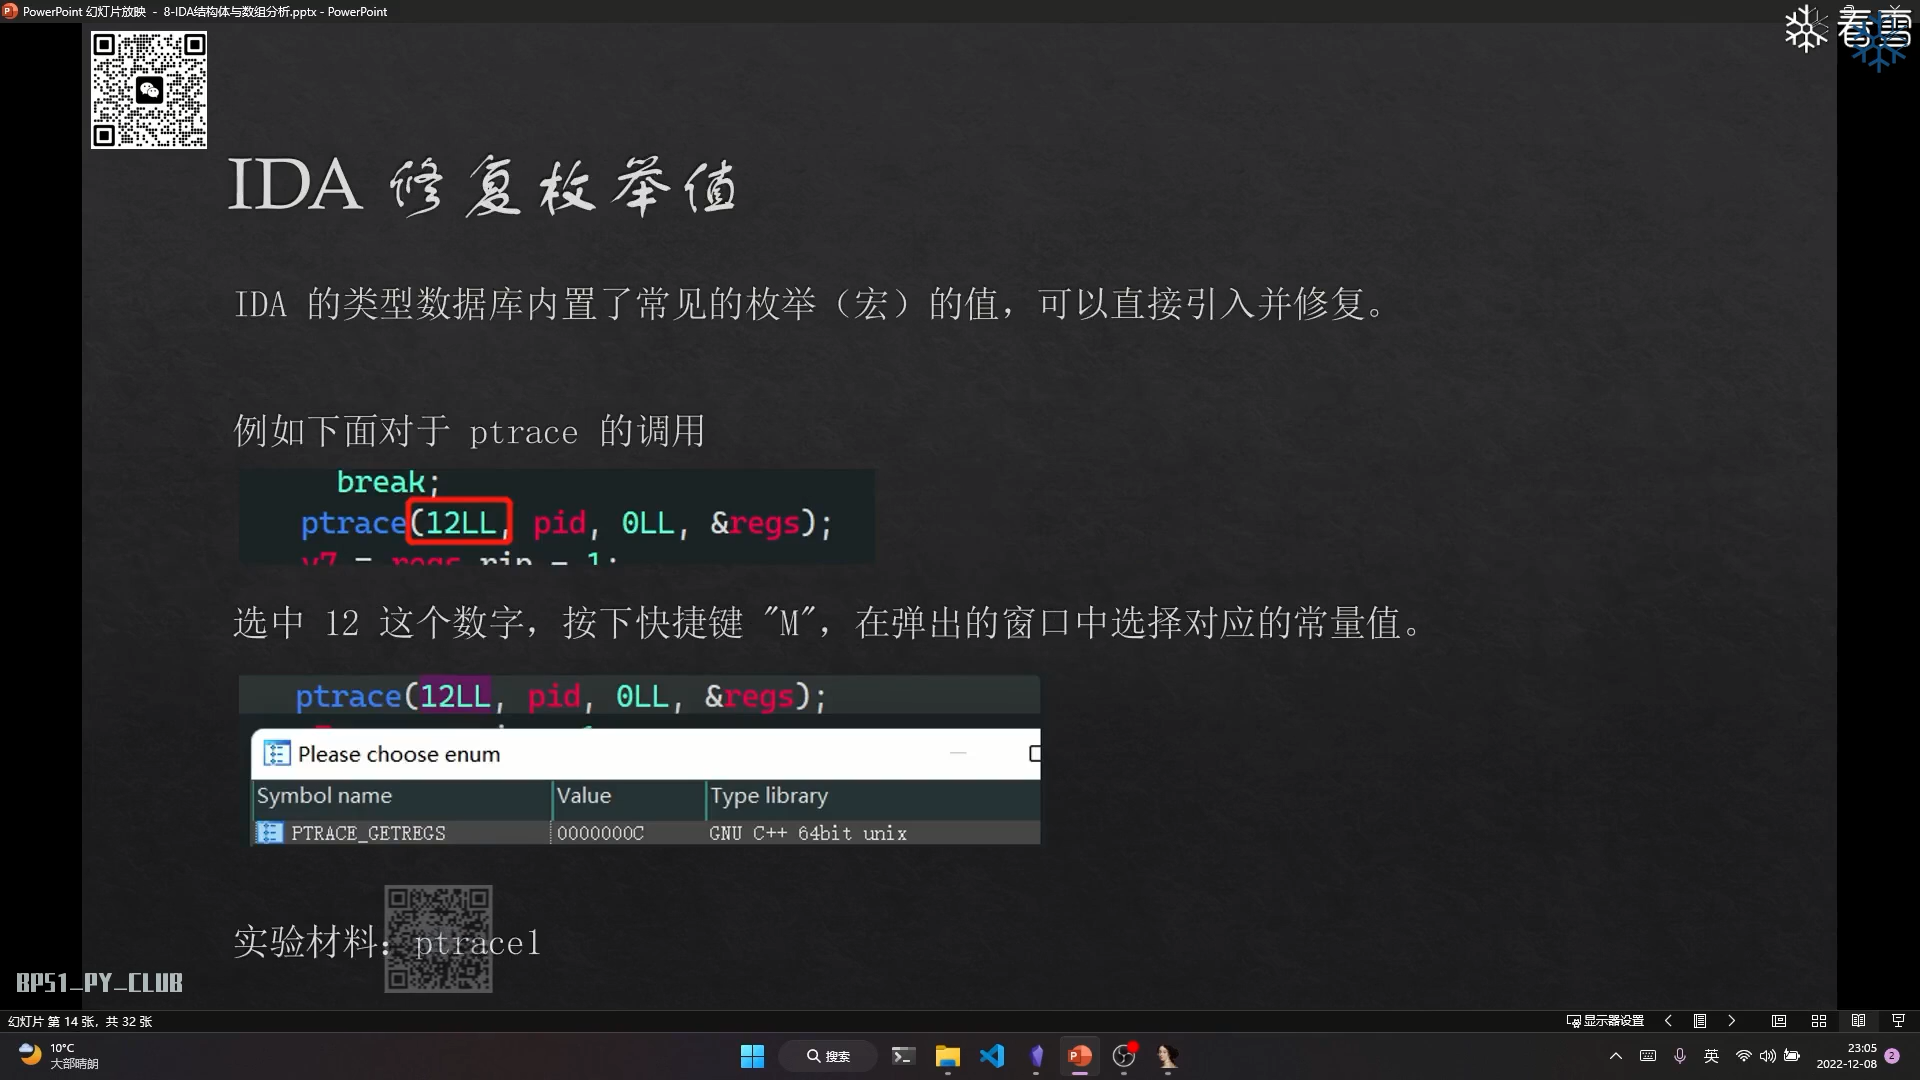 PowerPoint 幻灯片放映 - 8-IDA结构体与数组分析.pptx - PowerPoint
看雪
IDA 修复枚举值
IDA 的类型数据库内置了常见的枚举（宏）的值，可以直接引入并修复。
例如下面对于 ptrace 的调用
break;
ptrace(12LL, pid, 0LL, &regs);
v7 = regs.rip - 1;
选中 12 这个数字，按下快捷键 "M"，在弹出的窗口中选择对应的常量值。
ptrace(12LL, pid, 0LL, &regs);
Please choose enum
Symbol name Value Type library
PTRACE_GETREGS 0000000C GNU C++ 64bit unix
实验材料：ptrace1
BP51_PY_CLUB
幻灯片 第 14 张，共 32 张 显示器设置
10°C
大部晴朗
搜索
英
23:05
2022-12-08
2